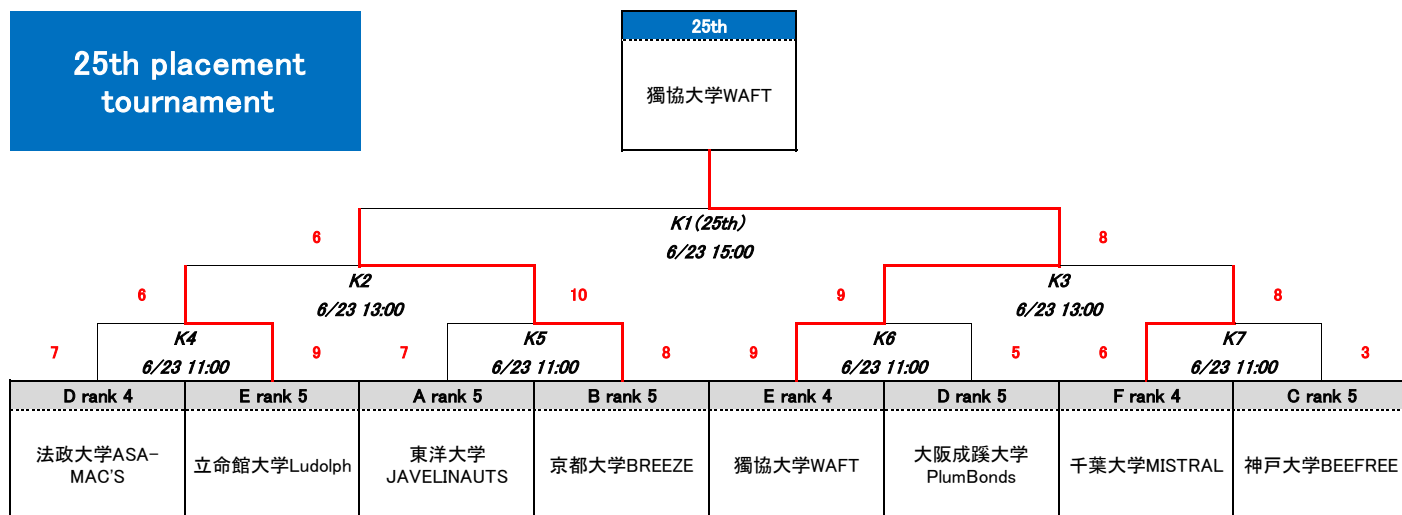 25th placement
tournament
25th
獨協大学WAFT
K1(25th)
6/23 15:00
6
8
K2
6/23 13:00
6
10
K3
6/23 13:00
9
8
K4
6/23 11:00
7
9
K5
6/23 11:00
7
8
K6
6/23 11:00
9
5
K7
6/23 11:00
6
3
D rank 4
E rank 5
A rank 5
B rank 5
E rank 4
D rank 5
F rank 4
C rank 5
法政大学ASA-
MAC'S
立命館大学Ludolph
東洋大学
JAVELINAUTS
京都大学BREEZE
獨協大学WAFT
大阪成蹊大学
PlumBonds
千葉大学MISTRAL
神戸大学BEEFREE